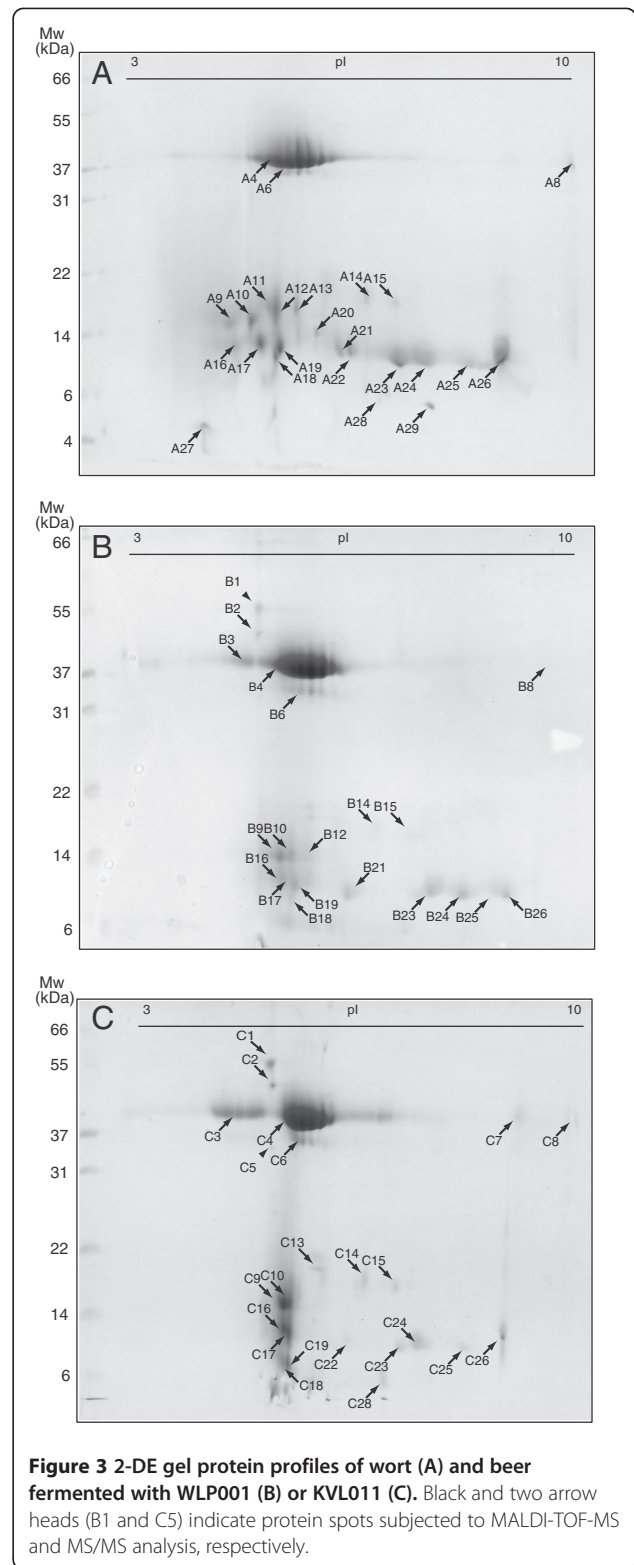 Mw
(kDa)
3 pI 10
A
66
55
37
31
22
14
6
4
A4
A6
A8
A9
A10
A11
A12
A13
A14
A15
A16
A17
A18
A19
A20
A21
A22
A23
A24
A25
A26
A27
A28
A29
Mw
(kDa)
3 pI 10
B
66
55
37
31
22
14
6
B1
B2
B3
B4
B6
B8
B9
B10
B12
B14
B15
B16
B17
B18
B19
B21
B23
B24
B25
B26
Mw
(kDa)
3 pI 10
C
66
55
37
31
22
14
6
C1
C2
C3
C4
C5
C6
C7
C8
C9
C10
C13
C14
C15
C16
C17
C18
C19
C22
C23
C24
C25
C26
C28
Figure 3 2-DE gel protein profiles of wort (A) and beer
fermented with WLP001 (B) or KVL011 (C). Black and two arrow
heads (B1 and C5) indicate protein spots subjected to MALDI-TOF-MS
and MS/MS analysis, respectively.